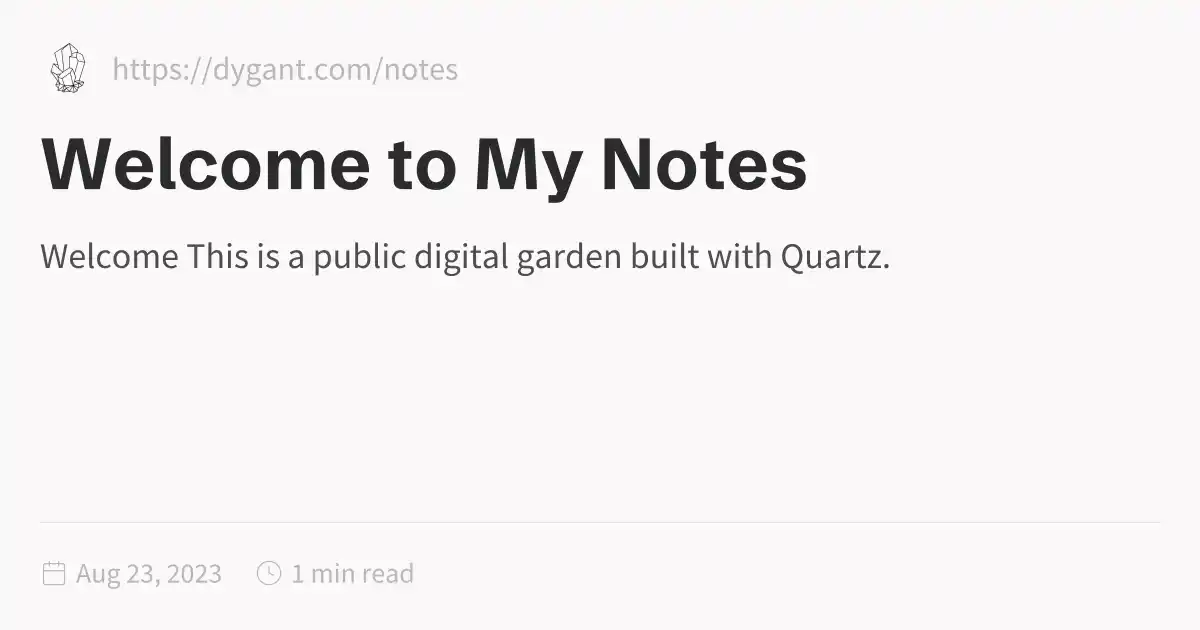 https://dygant.com/notes
Welcome to My Notes
Welcome This is a public digital garden built with Quartz.
Aug 23, 2023 1 min read